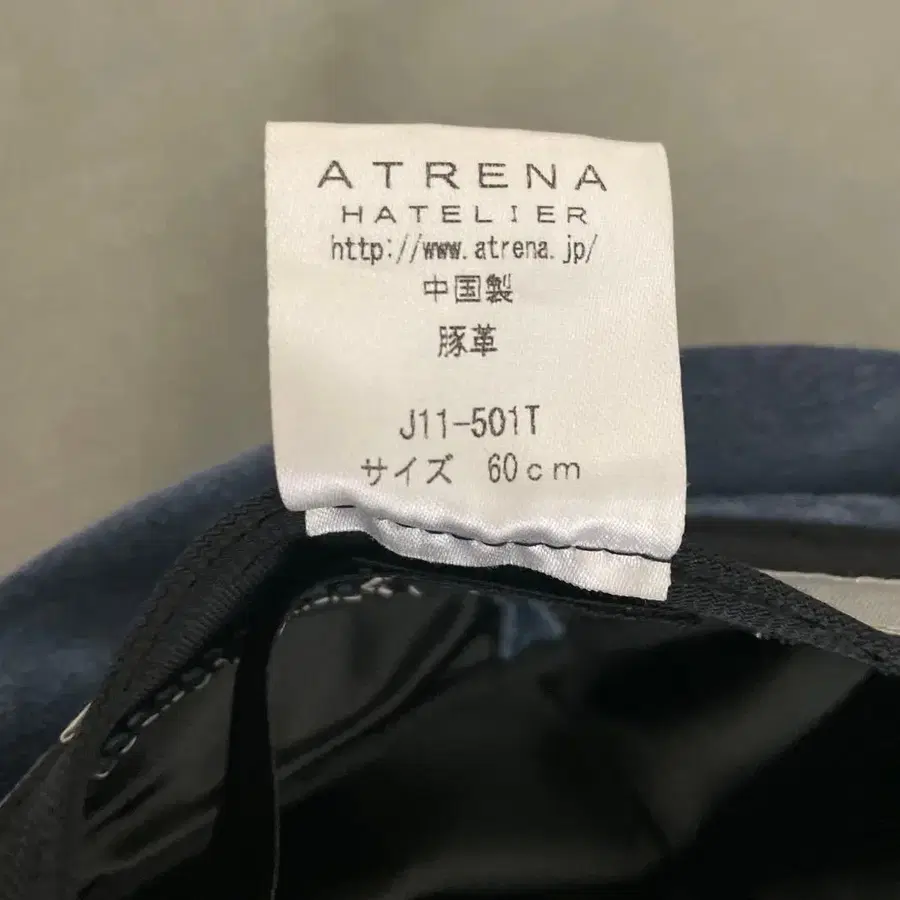 ATRENA
HATELIER
http://www.atrena.jp/
中国製
豚革
J11-501T
サイズ 60cm